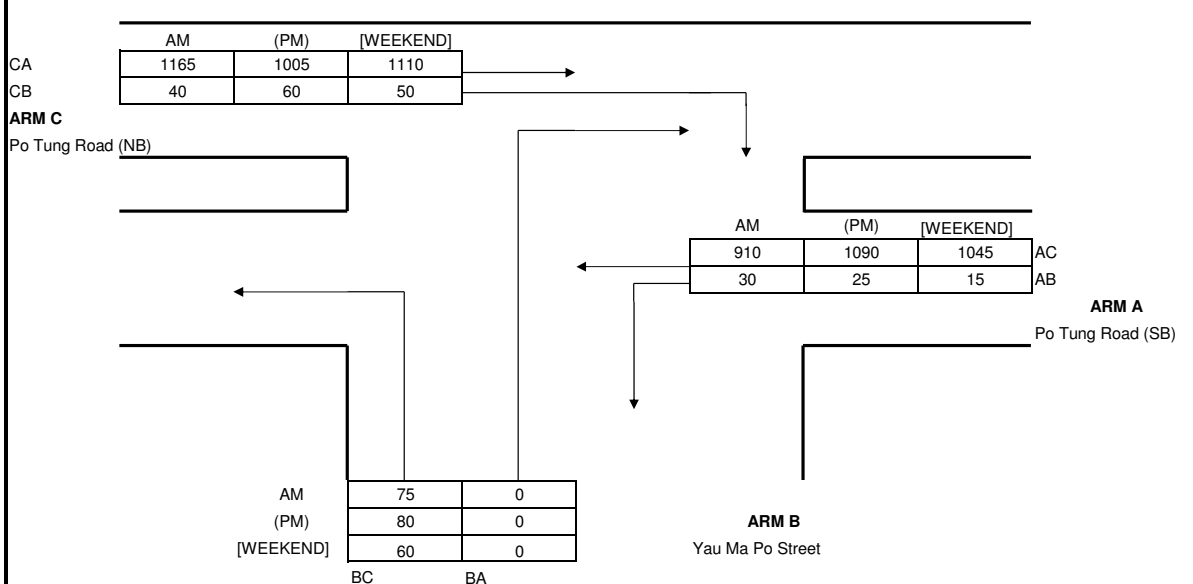 AM (PM) [WEEKEND]
CA 1165 1005 1110
CB 40 60 50
ARM C
Po Tung Road (NB)
AM (PM) [WEEKEND]
910 1090 1045 AC
30 25 15 AB
ARM A
Po Tung Road (SB)
AM 75 0
(PM) 80 0
ARM B
[WEEKEND] 60 0
Yau Ma Po Street
BC BA